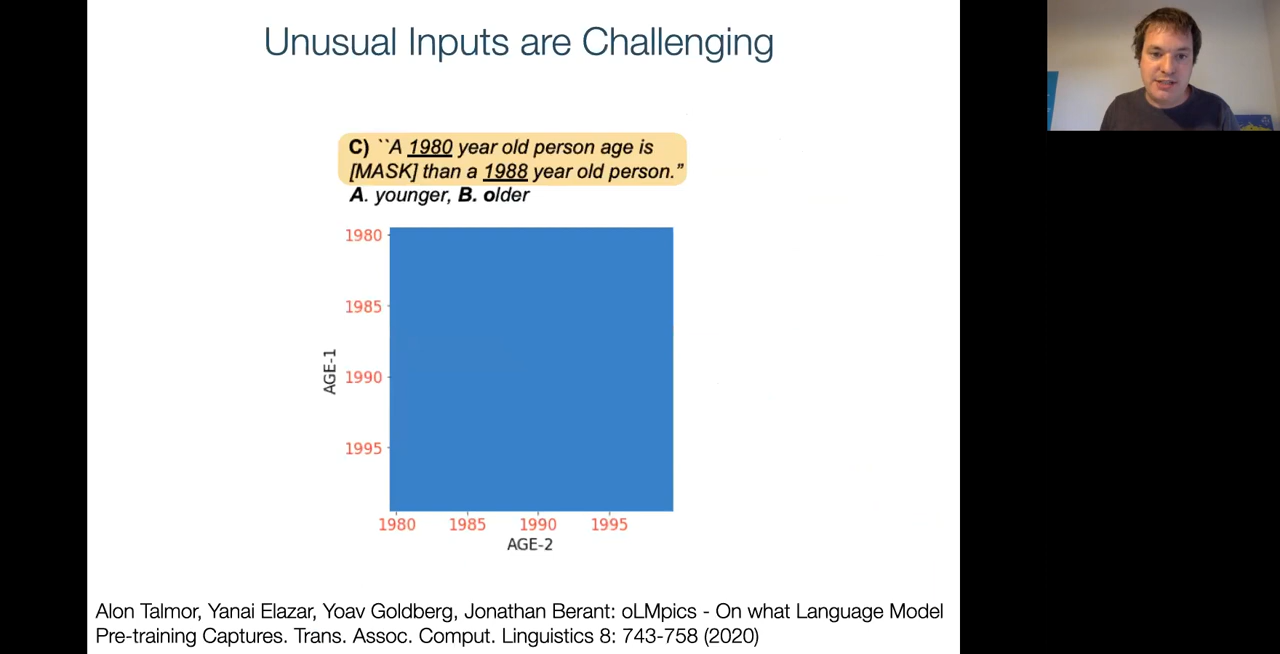 Unusual Inputs are Challenging
C) ``A 1980 year old person age is
[MASK] than a 1988 year old person.”
A. younger, B. older
1980
1985
1990
1995
AGE-1
1980 1985 1990 1995
AGE-2
Alon Talmor, Yanai Elazar, Yoav Goldberg, Jonathan Berant: oLMpics - On what Language Model
Pre-training Captures. Trans. Assoc. Comput. Linguistics 8: 743-758 (2020)